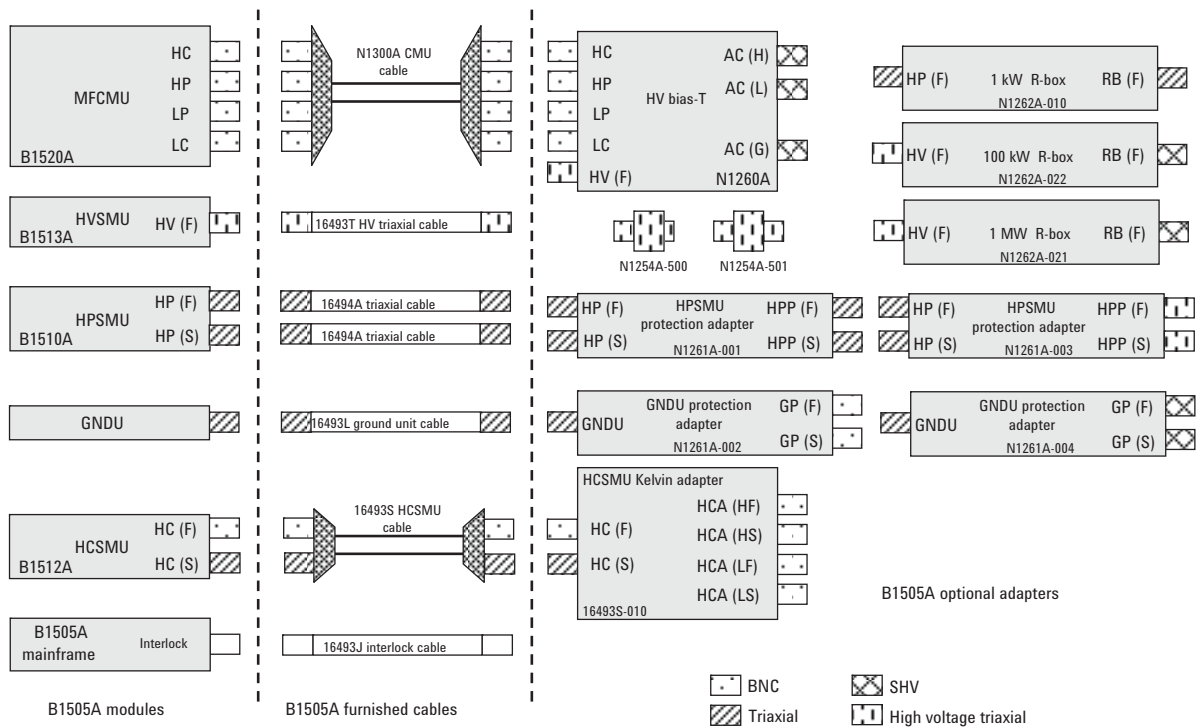 HC
HP
MFCMU
LP
LC
B1520A
HVSMU
HV (F)
B1513A
HP (F)
HPSMU
B1510A
HP (S)
GNDU
HC (F)
HCSMU
B1512A
HC (S)
B1505A
mainframe
Interlock
B1505A modules
N1300A CMU
cable
16493T HV triaxial cable
16494A triaxial cable
16494A triaxial cable
16493L ground unit cable
16493S HCSMU
cable
16493J interlock cable
B1505A furnished cables
HC
AC (H)
HP
AC (L)
HV bias-T
LP
LC
AC (G)
HV (F)
N1260A
N1254A-500
N1254A-501
HP (F)
HPSMU
protection adapter
HPP (F)
HP (S)
N1261A-001
HPP (S)
GNDU
GNDU protection
adapter
N1261A-002
GP (F)
GP (S)
HCSMU Kelvin adapter
HCA (HF)
HC (F)
HCA (HS)
HC (S)
HCA (LF)
HCA (LS)
16493S-010
HP (F)
1 kW R-box
RB (F)
N1262A-010
HV (F)
100 kW R-box
RB (F)
N1262A-022
HV (F)
1 MW R-box
RB (F)
N1262A-021
HP (F)
HPSMU
protection adapter
HPP (F)
HP (S)
N1261A-003
HPP (S)
GNDU
GNDU protection
adapter
N1261A-004
GP (F)
GP (S)
B1505A optional adapters
BNC
SHV
Triaxial
High voltage triaxial